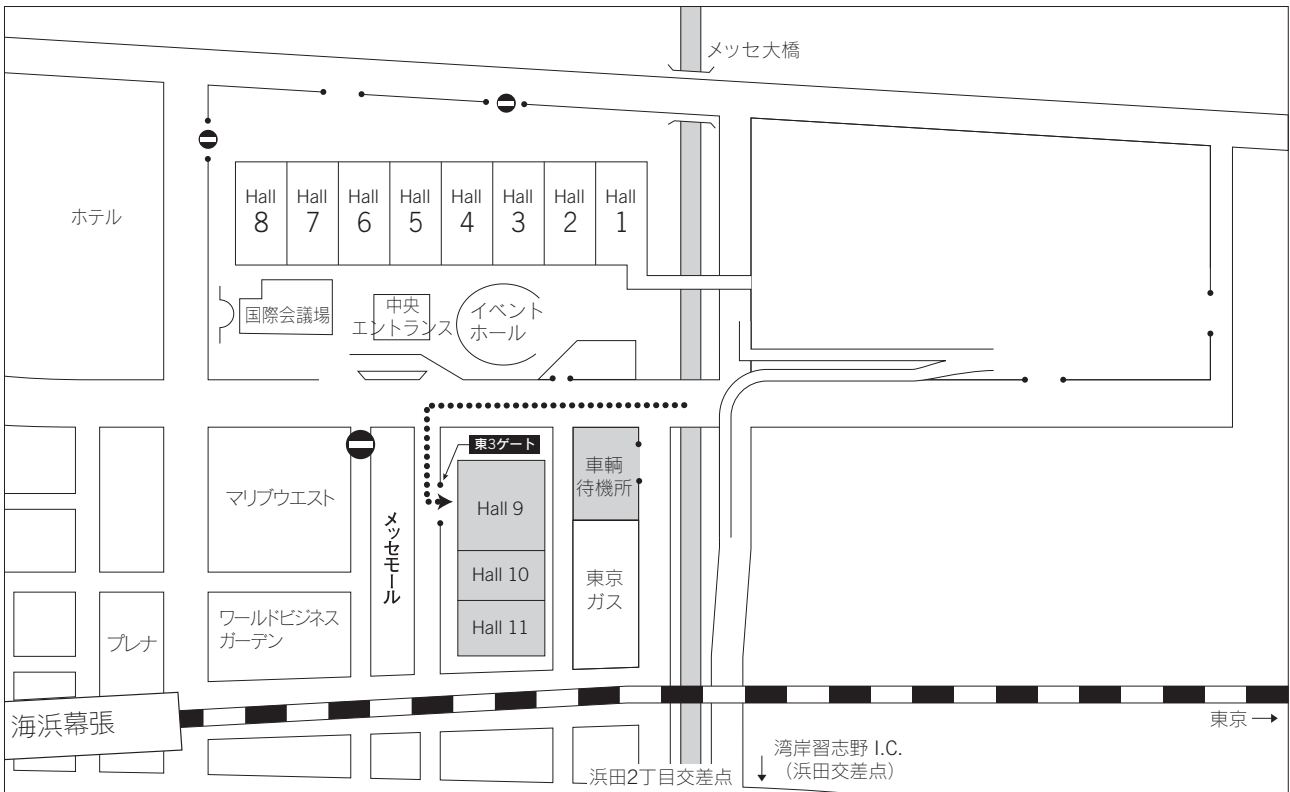 メッセ大橋
ホテル
Hall
8
Hall
7
Hall
6
Hall
5
Hall
4
Hall
3
Hall
2
Hall
1
国際会議場
中央
エントランス
イベント
ホール
東3ゲート
車輌
待機所
マリブウエスト
メッセモール
Hall 9
Hall 10
Hall 11
東京
ガス
ワールドビジネス
ガーデン
プレナ
海浜幕張
東京
湾岸習志野 I.C.
（浜田交差点）
浜田2丁目交差点